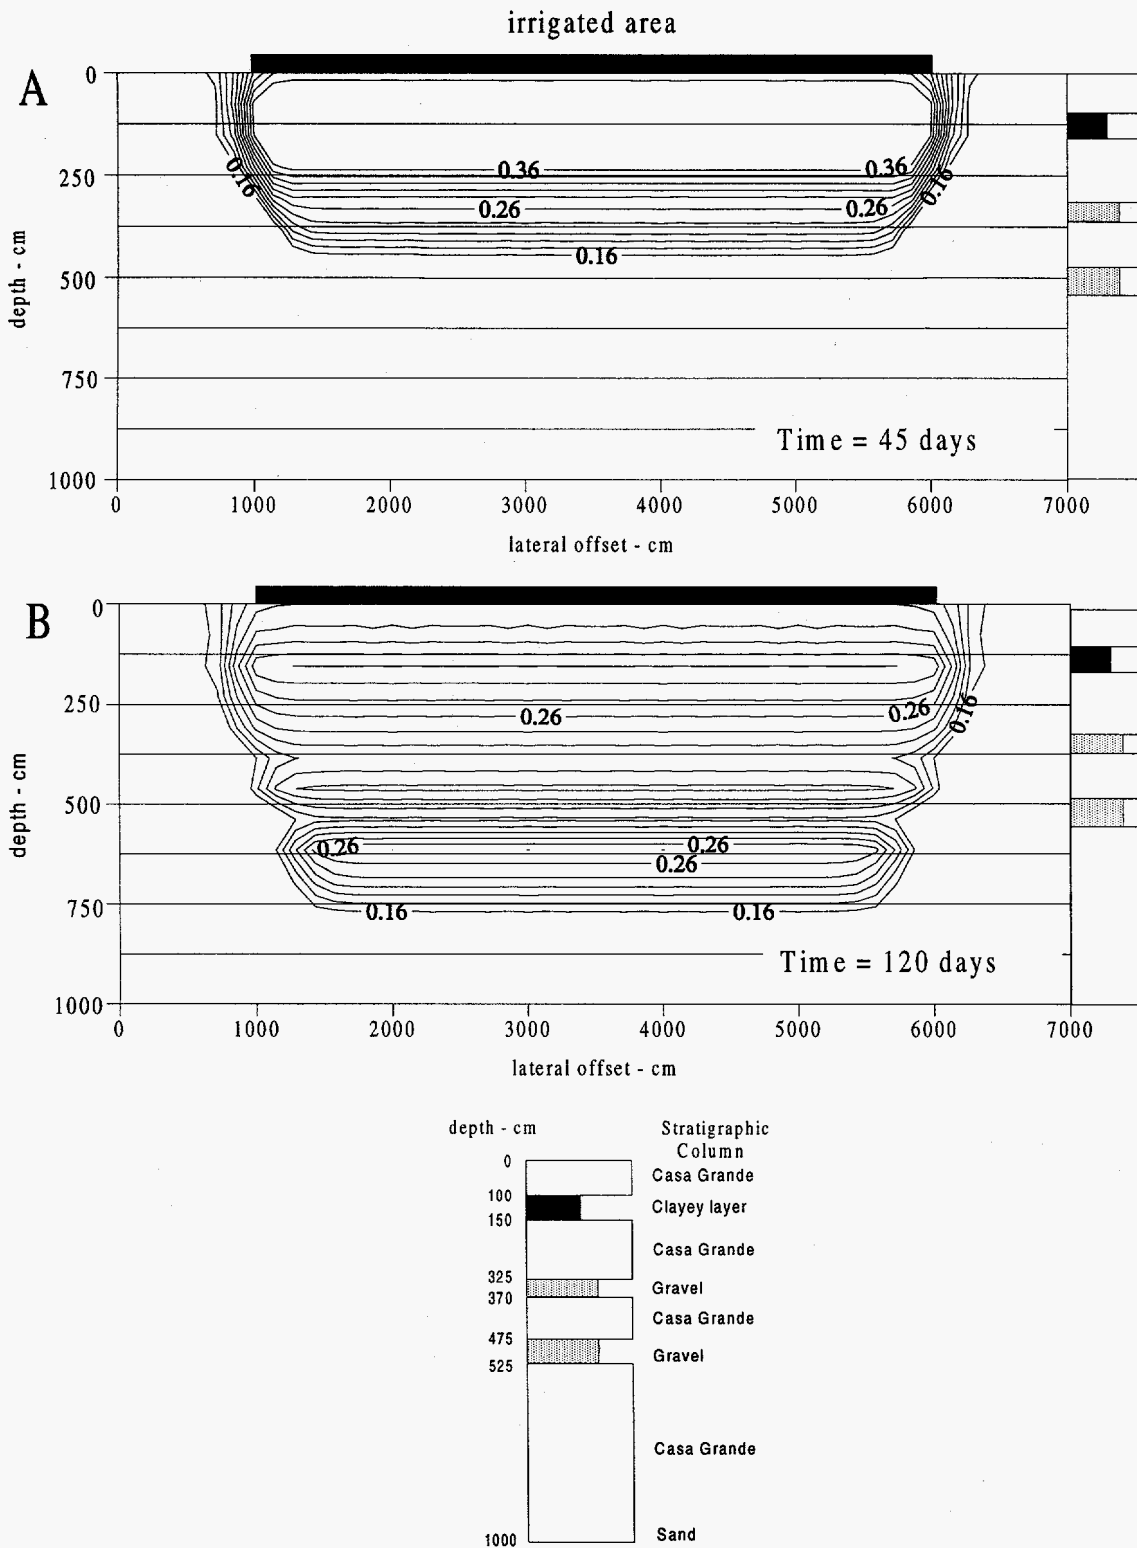 irrigated area
A
0
250
500
750
1000
depth - cm
0.36
0.36
0.16
0.16
0.26
0.26
0.16
Time = 45 days
0
1000
2000
3000
4000
5000
6000
7000
lateral offset - cm
B
0
250
500
750
1000
depth - cm
0.26
0.26
0.16
0.26
0.26
0.26
0.16
0.16
Time = 120 days
0
1000
2000
3000
4000
5000
6000
7000
lateral offset - cm
depth - cm
Stratigraphic
Column
0
Casa Grande
100
Clayey layer
150
Casa Grande
325
Gravel
370
Casa Grande
475
Gravel
525
Casa Grande
1000
Sand